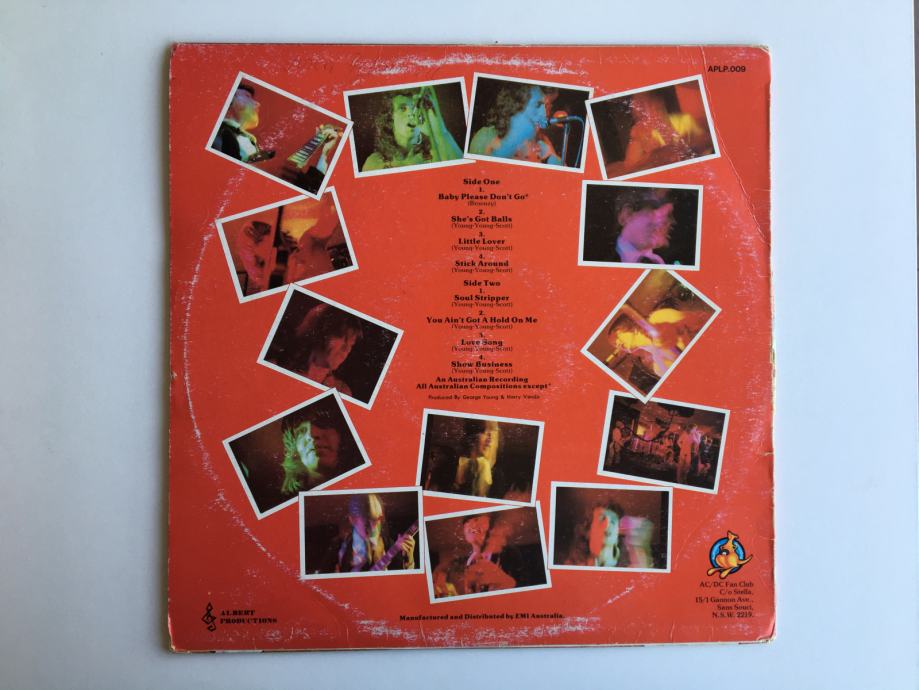 APLP.009
Side One
1.
Baby Please Don't Go*
(Broonzy)
2.
She's Got Balls
(Young-Young-Scott)
3.
Little Lover
(Young-Young-Scott)
4.
Stick Around
(Young-Young-Scott)
Side Two
1.
Soul Stripper
(Young-Young-Scott)
2.
You Ain't Got A Hold On Me
(Young-Young-Scott)
3.
Love Song
(Young-Young-Scott)
4.
Show Business
(Young-Young-Scott)
An Australian Recording
All Australian Compositions except*
Produced By George Young & Harry Vanda
AC/DC Fan Club
C/o Stella,
15/1 Gannon Ave.,
Sans Souci,
N.S.W. 2219.
ALBERT
PRODUCTIONS
Manufactured and Distributed by EMI Australia.